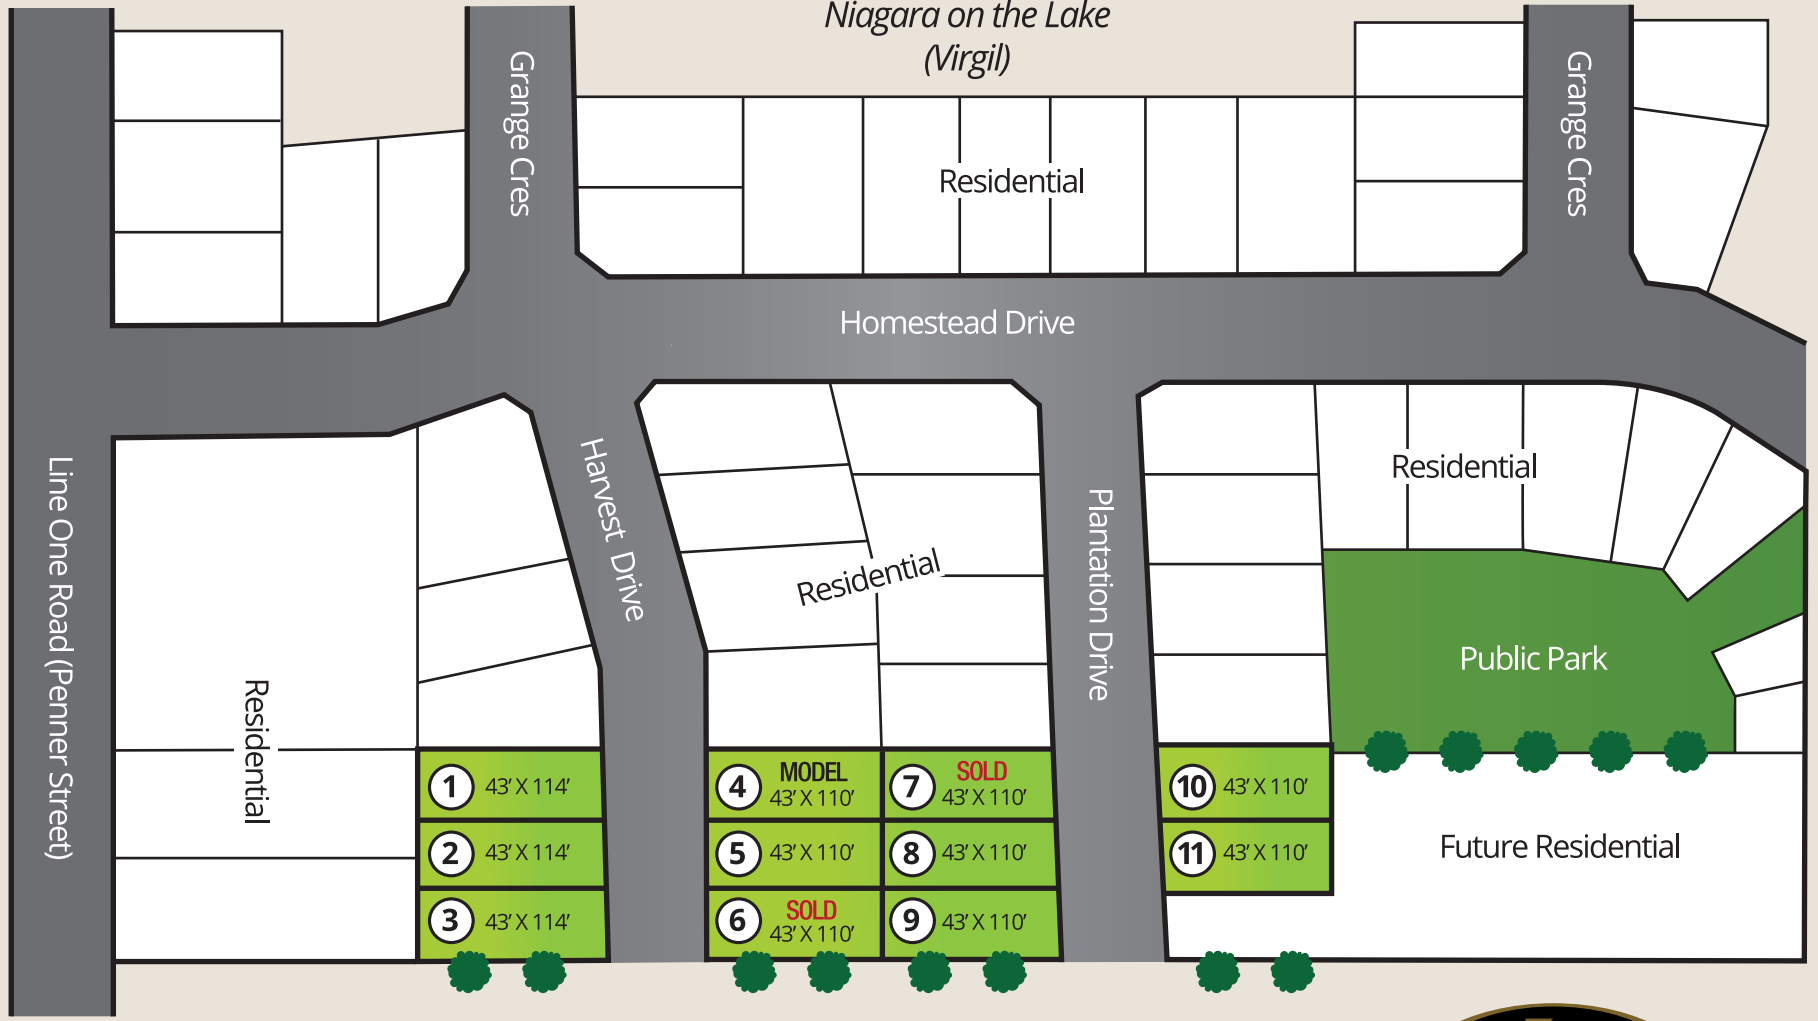 Niagara on the Lake
(Virgil)
Grange Cres
Grange Cres
Residential
Homestead Drive
Line One Road (Penner Street)
Harvest Drive
Residential
Plantation Drive
Residential
Residential
Public Park
1 43' X 114'
2 43' X 114'
3 43' X 114'
4 MODEL
43' X 110'
5 43' X 110'
6 SOLD
43' X 110'
7 SOLD
43' X 110'
8 43' X 110'
9 43' X 110'
10 43' X 110'
11 43' X 110'
Future Residential